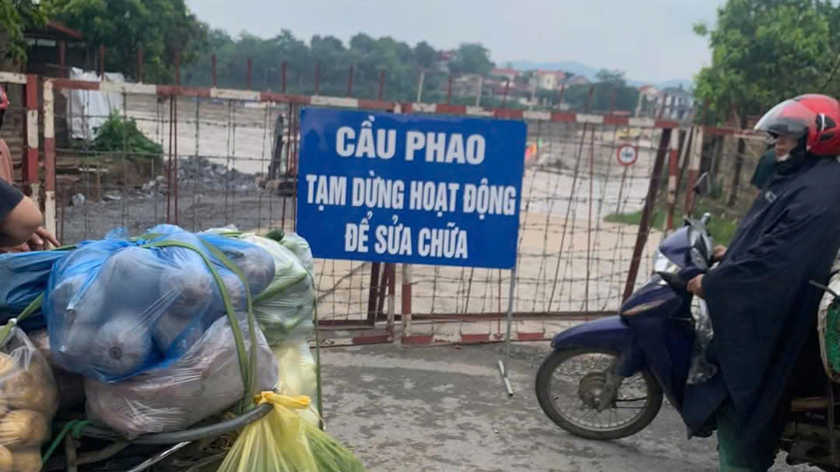 CẦU PHAO
TẠM DỪNG HOẠT ĐỘNG
ĐỂ SỬA CHỮA